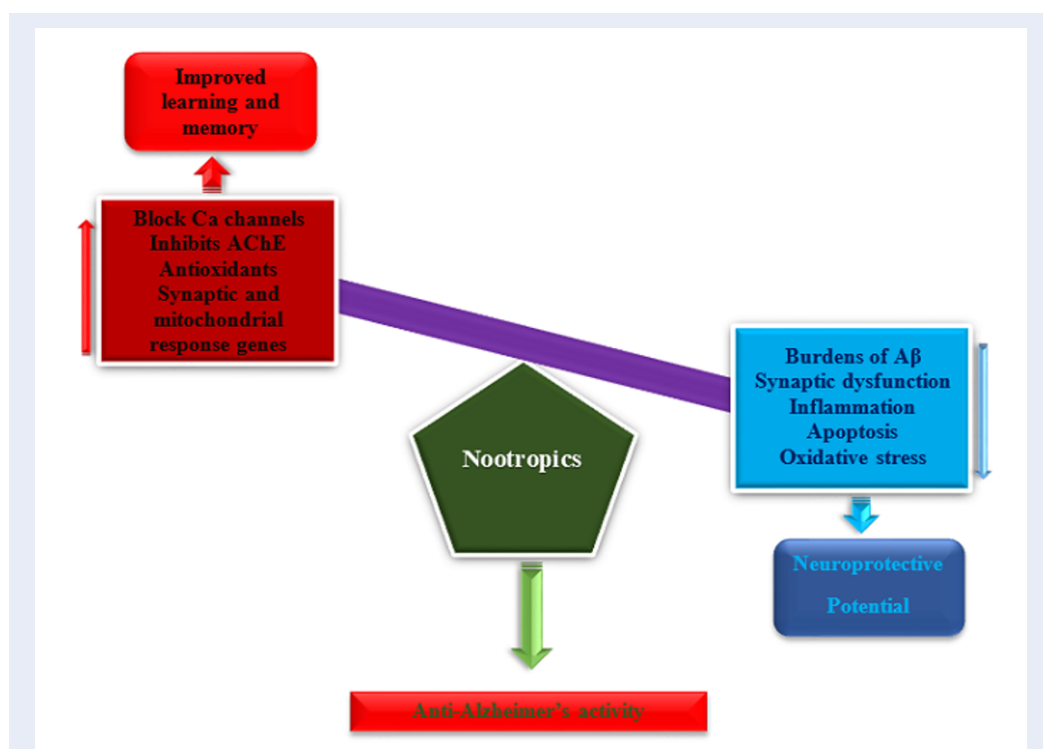 Improved
learning and
memory
Block Ca channels
Inhibits AChE
Antioxidants
Synaptic and
mitochondrial
response genes
Burdens of Aβ
Synaptic dysfunction
Inflammation
Apoptosis
Oxidative stress
Nootropics
Neuroprotective
Potential
Anti-Alzheimer's activity